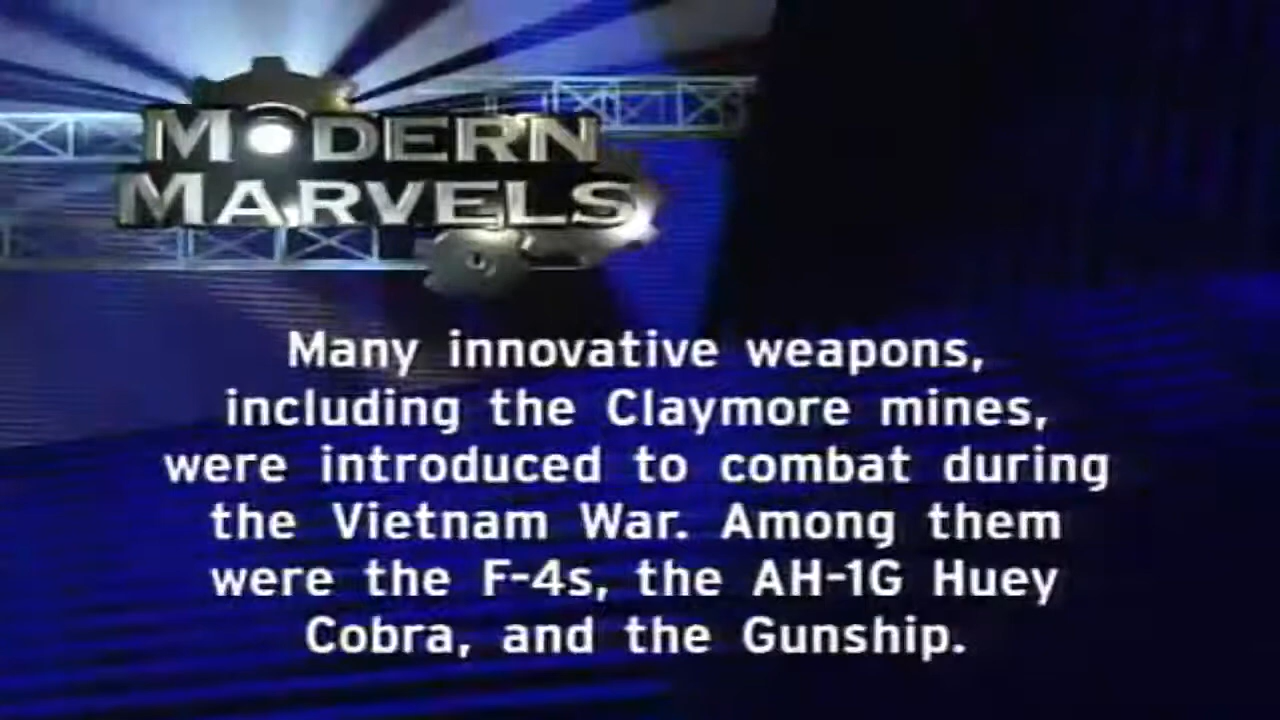 MODERN
MARVELS
Many innovative weapons,
including the Claymore mines,
were introduced to combat during
the Vietnam War. Among them
were the F-4s, the AH-1G Huey
Cobra, and the Gunship.